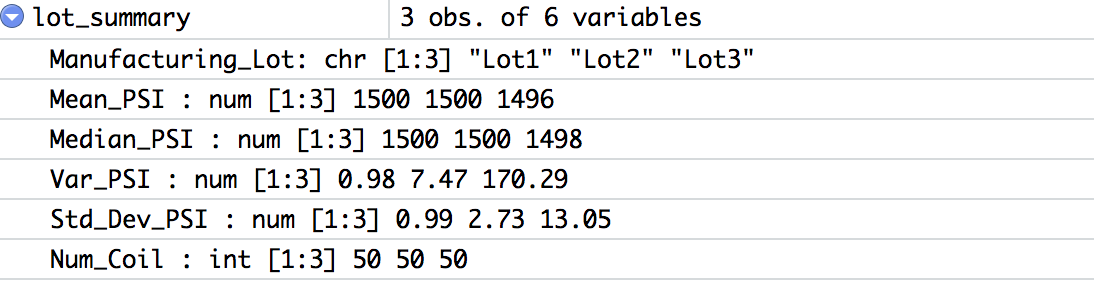 lot_summary 3 obs. of 6 variables
Manufacturing_Lot: chr [1:3] "Lot1" "Lot2" "Lot3"
Mean_PSI : num [1:3] 1500 1500 1496
Median_PSI : num [1:3] 1500 1500 1498
Var_PSI : num [1:3] 0.98 7.47 170.29
Std_Dev_PSI : num [1:3] 0.99 2.73 13.05
Num_Coil : int [1:3] 50 50 50